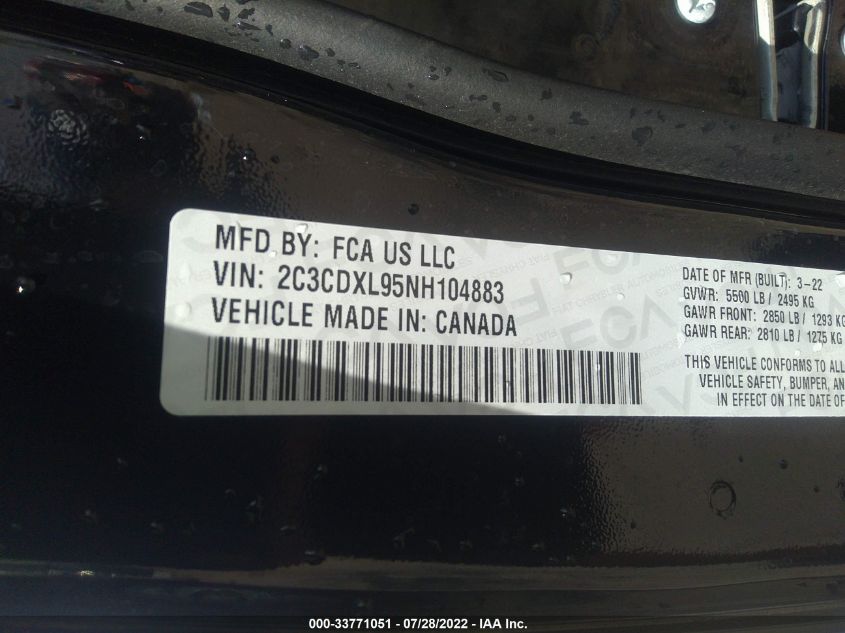 MFD BY: FCA US LLC
VIN: 2C3CDXL95NH104883
VEHICLE MADE IN: CANADA
DATE OF MFR (BUILT): 3-22
GVWR: 5500 LB / 2495 KG
GAWR FRONT: 2850 LB / 1293 KG
GAWR REAR: 2810 LB / 1275 KG
THIS VEHICLE CONFORMS TO ALL
VEHICLE SAFETY, BUMPER, AN
IN EFFECT ON THE DATE OF
000-33771051 - 07/28/2022 - IAA Inc.